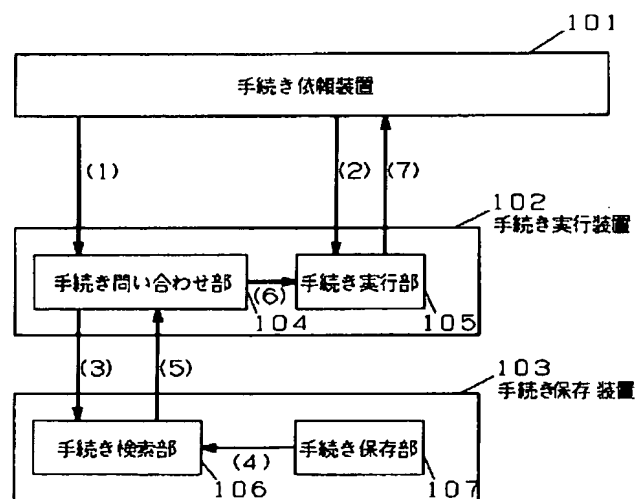 101
手続き依頼装置
(1)
(2)
(7)
102
手続き実行装置
手続き問い合わせ部
(6)
手続き実行部
104
105
(3)
(5)
103
手続き保存装置
手続き検索部
(4)
手続き保存部
106
107